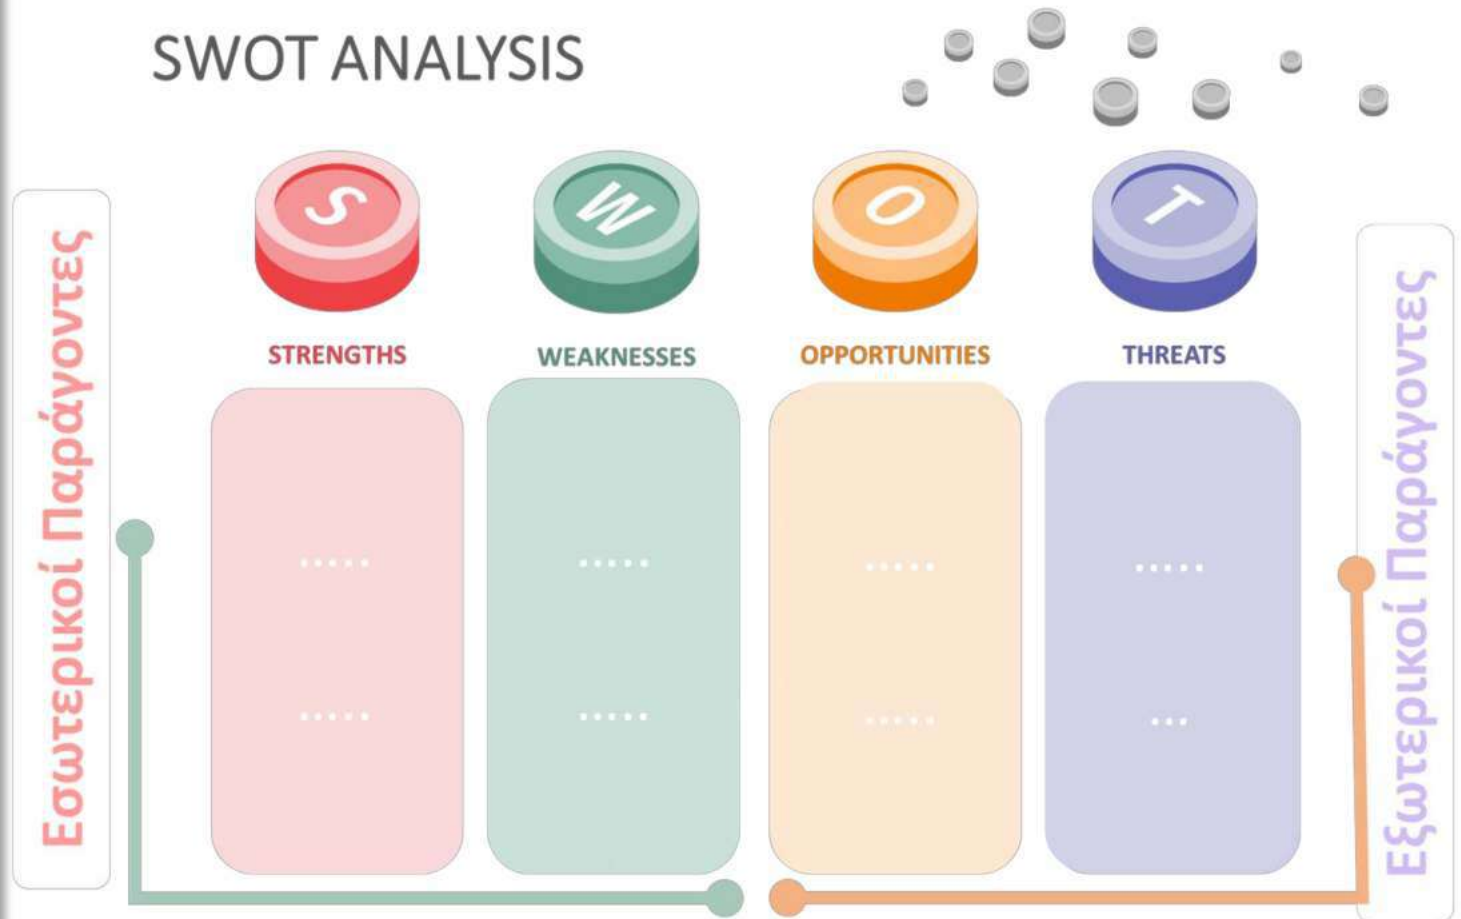 SWOT ANALYSIS
S
W
O
T
STRENGTHS
WEAKNESSES
OPPORTUNITIES
THREATS
Εσωτερικοί Παράγοντες
Εξωτερικοί Παράγοντες
.....
.....
.....
.....
.....
.....
.....
...